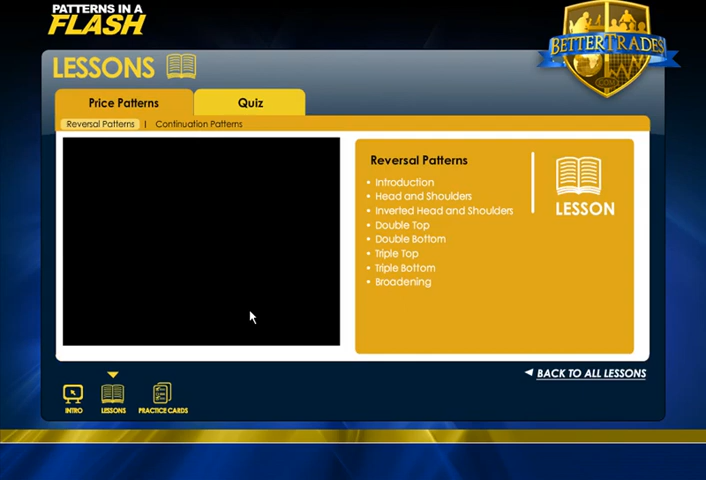 PATTERNS IN A
FLASH
BETTERTRADES
.COM
LESSONS
Price Patterns
Quiz
Reversal Patterns | Continuation Patterns
Reversal Patterns
• Introduction
• Head and Shoulders
• Inverted Head and Shoulders
• Double Top
• Double Bottom
• Triple Top
• Triple Bottom
• Broadening
LESSON
BACK TO ALL LESSONS
INTRO
LESSONS
PRACTICE CARDS